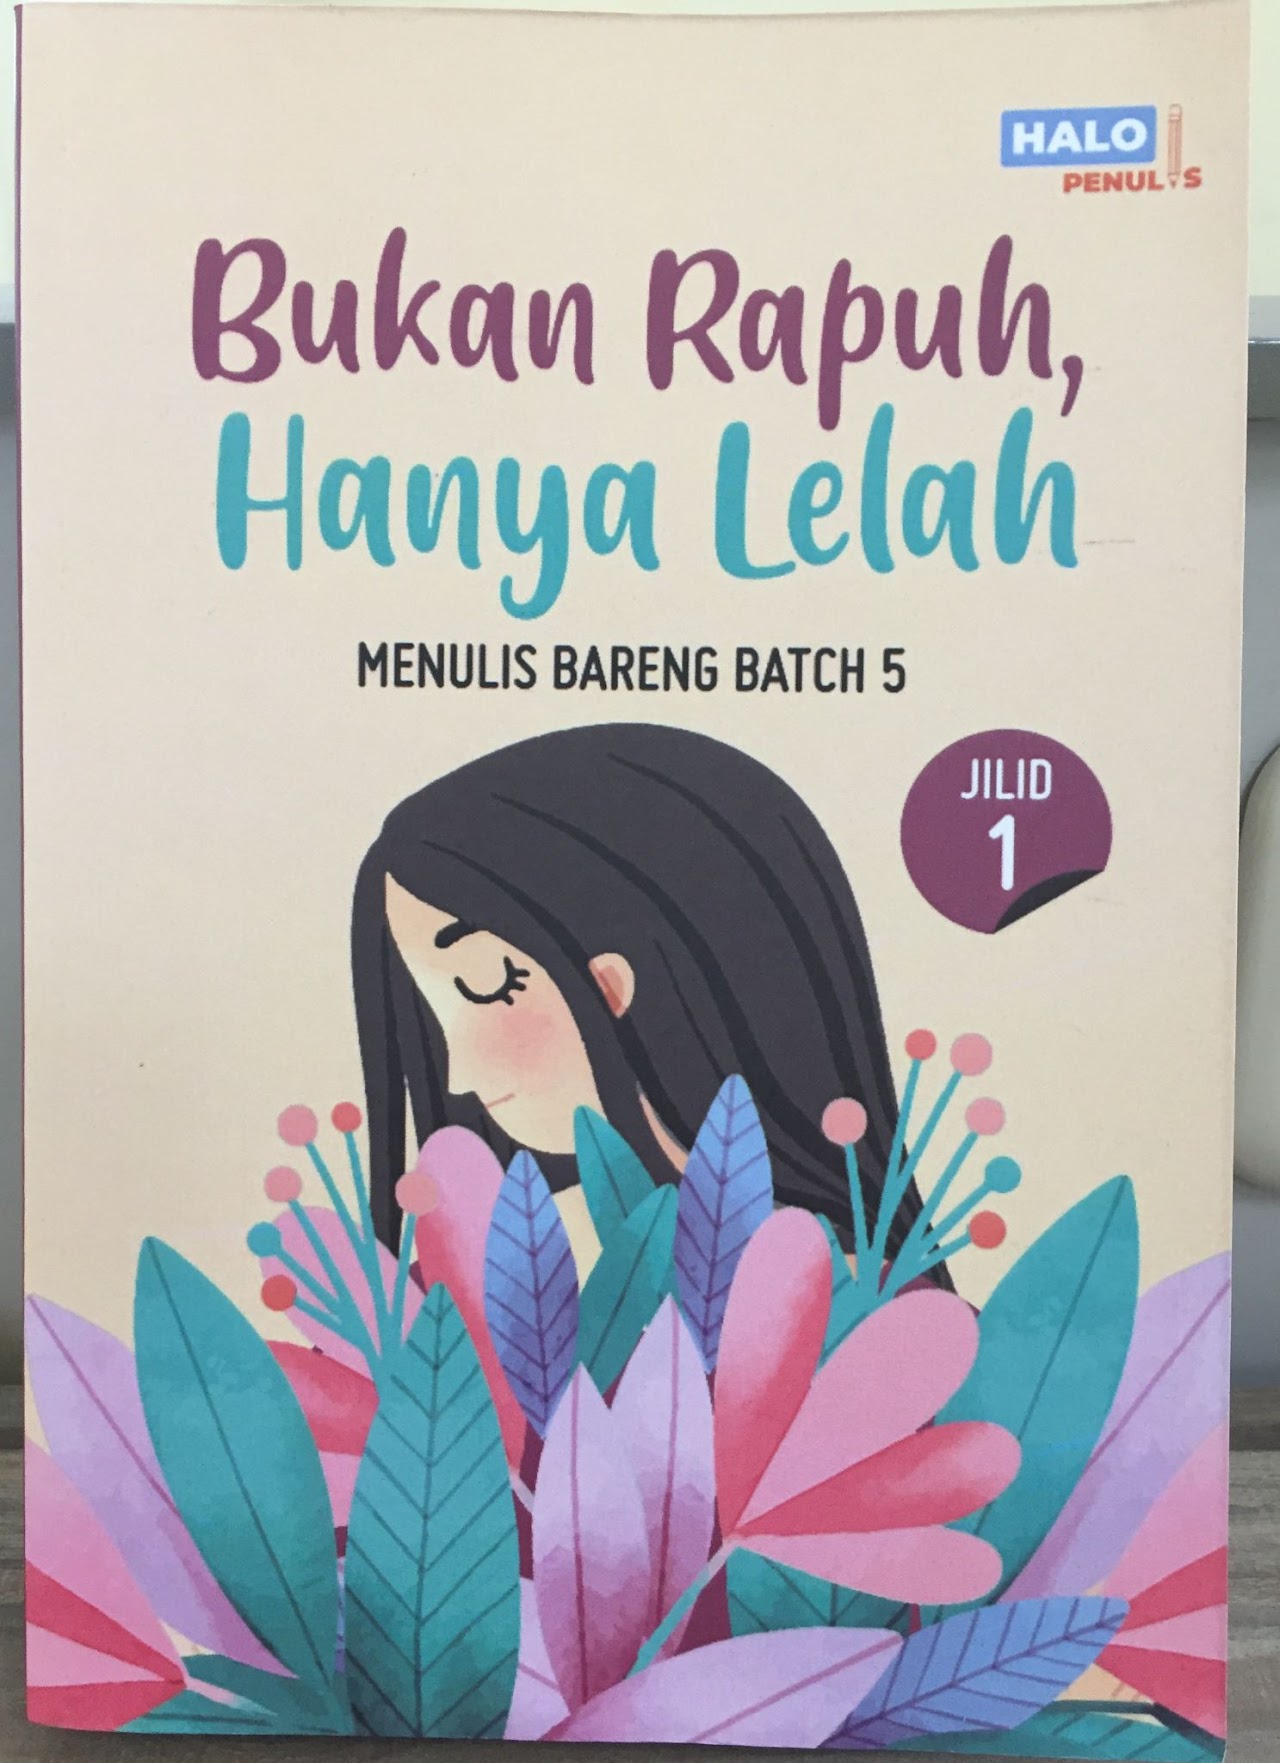 HALO
PENULIS
Bukan Rapuh,
Hanya Lelah
MENULIS BARENG BATCH 5
JILID
1